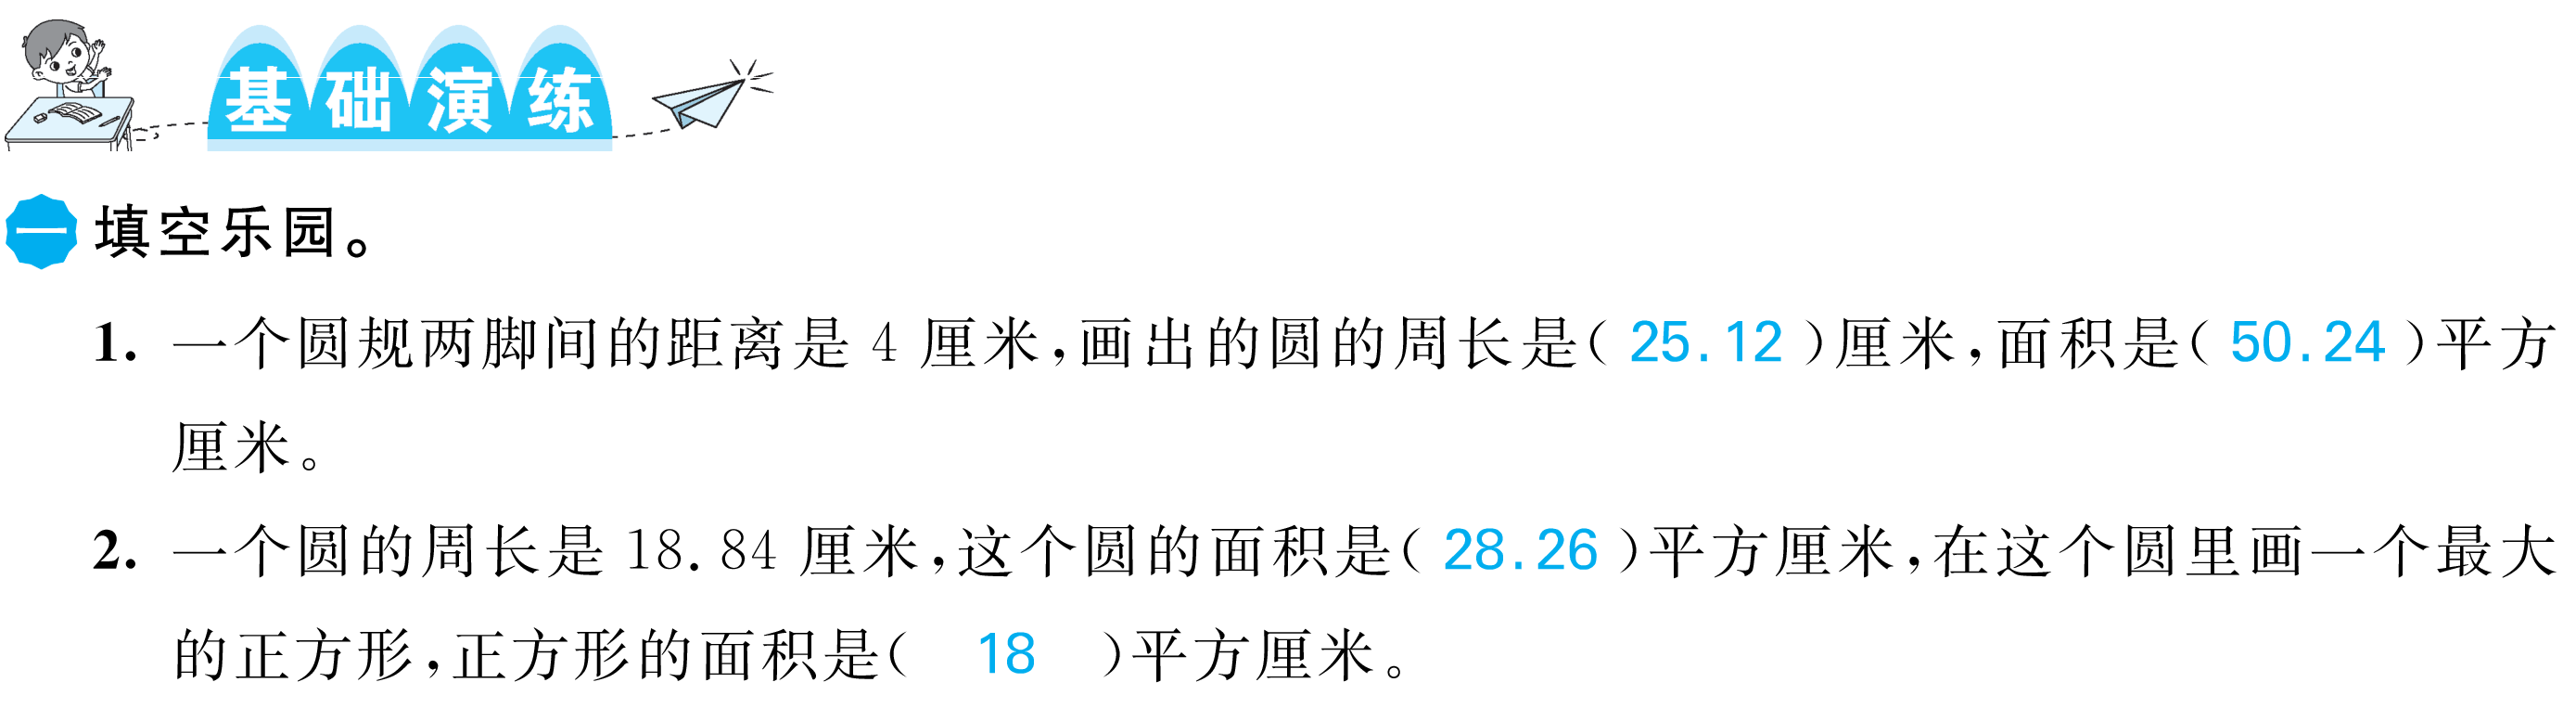 基础演练
一 填空乐园。
1. 一个圆规两脚间的距离是 4 厘米,画出的圆的周长是( 25.12 )厘米,面积是( 50.24 )平方
厘米。
2. 一个圆的周长是 18.84 厘米,这个圆的面积是( 28.26 )平方厘米,在这个圆里画一个最大
的正方形,正方形的面积是( 18 )平方厘米。